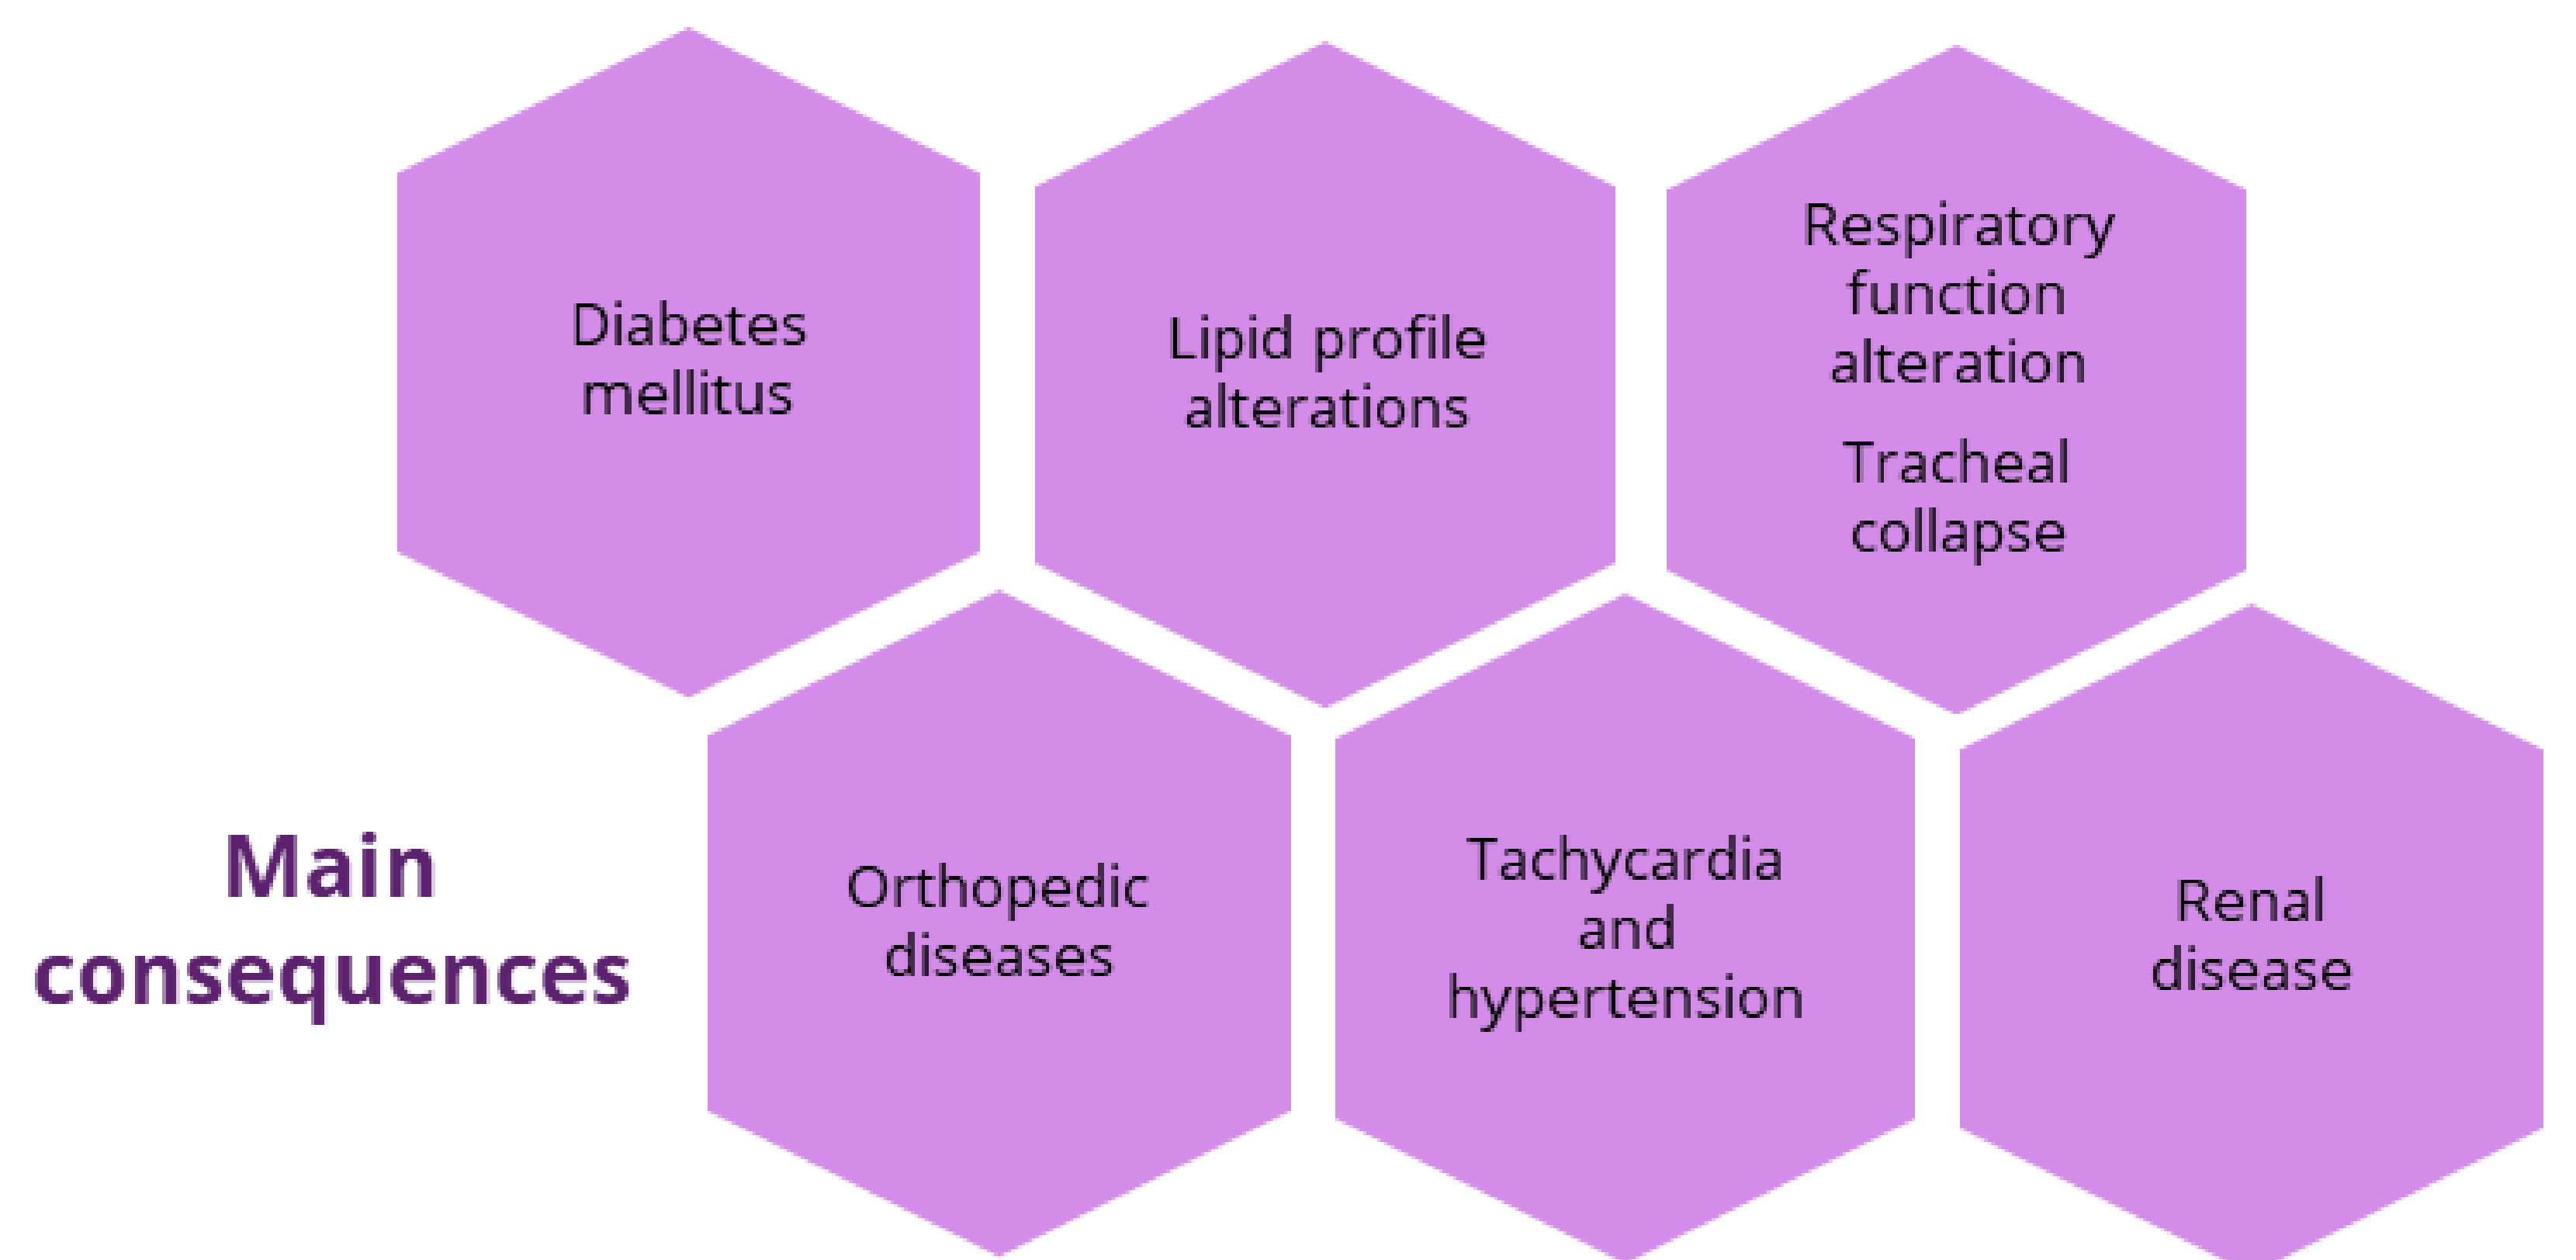 Diabetes
mellitus
Lipid profile
alterations
Respiratory
function
alteration
Tracheal
collapse
Main
consequences
Orthopedic
diseases
Tachycardia
and
hypertension
Renal
disease